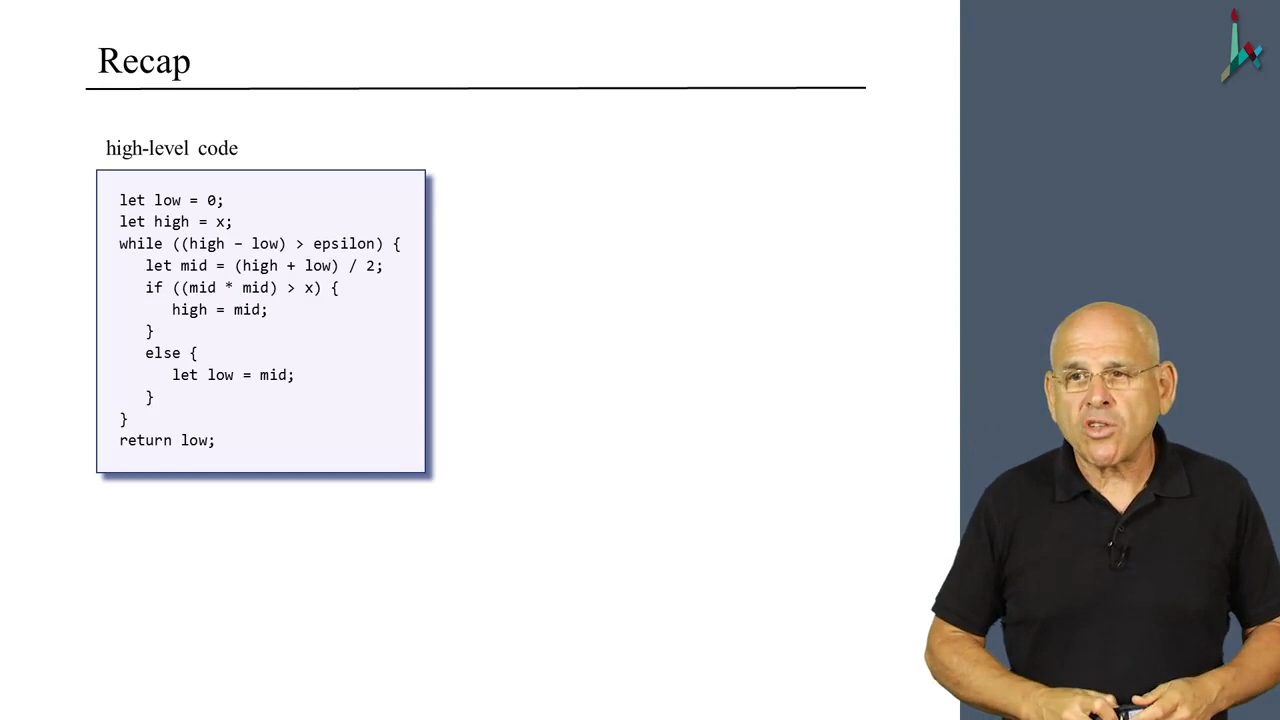 Recap
high-level code
let low = 0;
let high = x;
while ((high – low) > epsilon) {
let mid = (high + low) / 2;
if ((mid * mid) > x) {
high = mid;
}
else {
let low = mid;
}
}
return low;